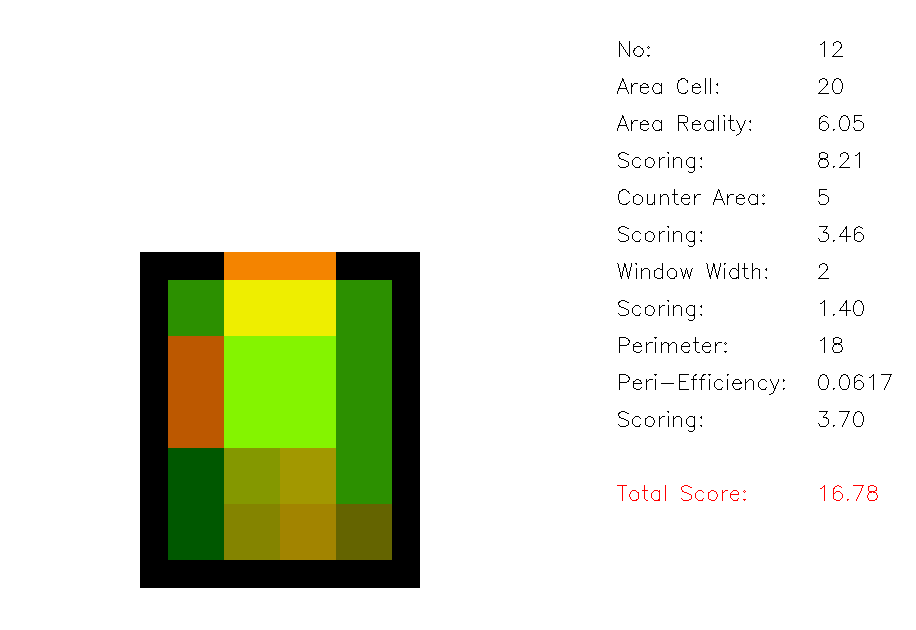 No: 12
Area Cell: 20
Area Reality: 6.05
Scoring: 8.21
Counter Area: 5
Scoring: 3.46
Window Width: 2
Scoring: 1.40
Perimeter: 18
Peri-Efficiency: 0.0617
Scoring: 3.70
Total Score: 16.78